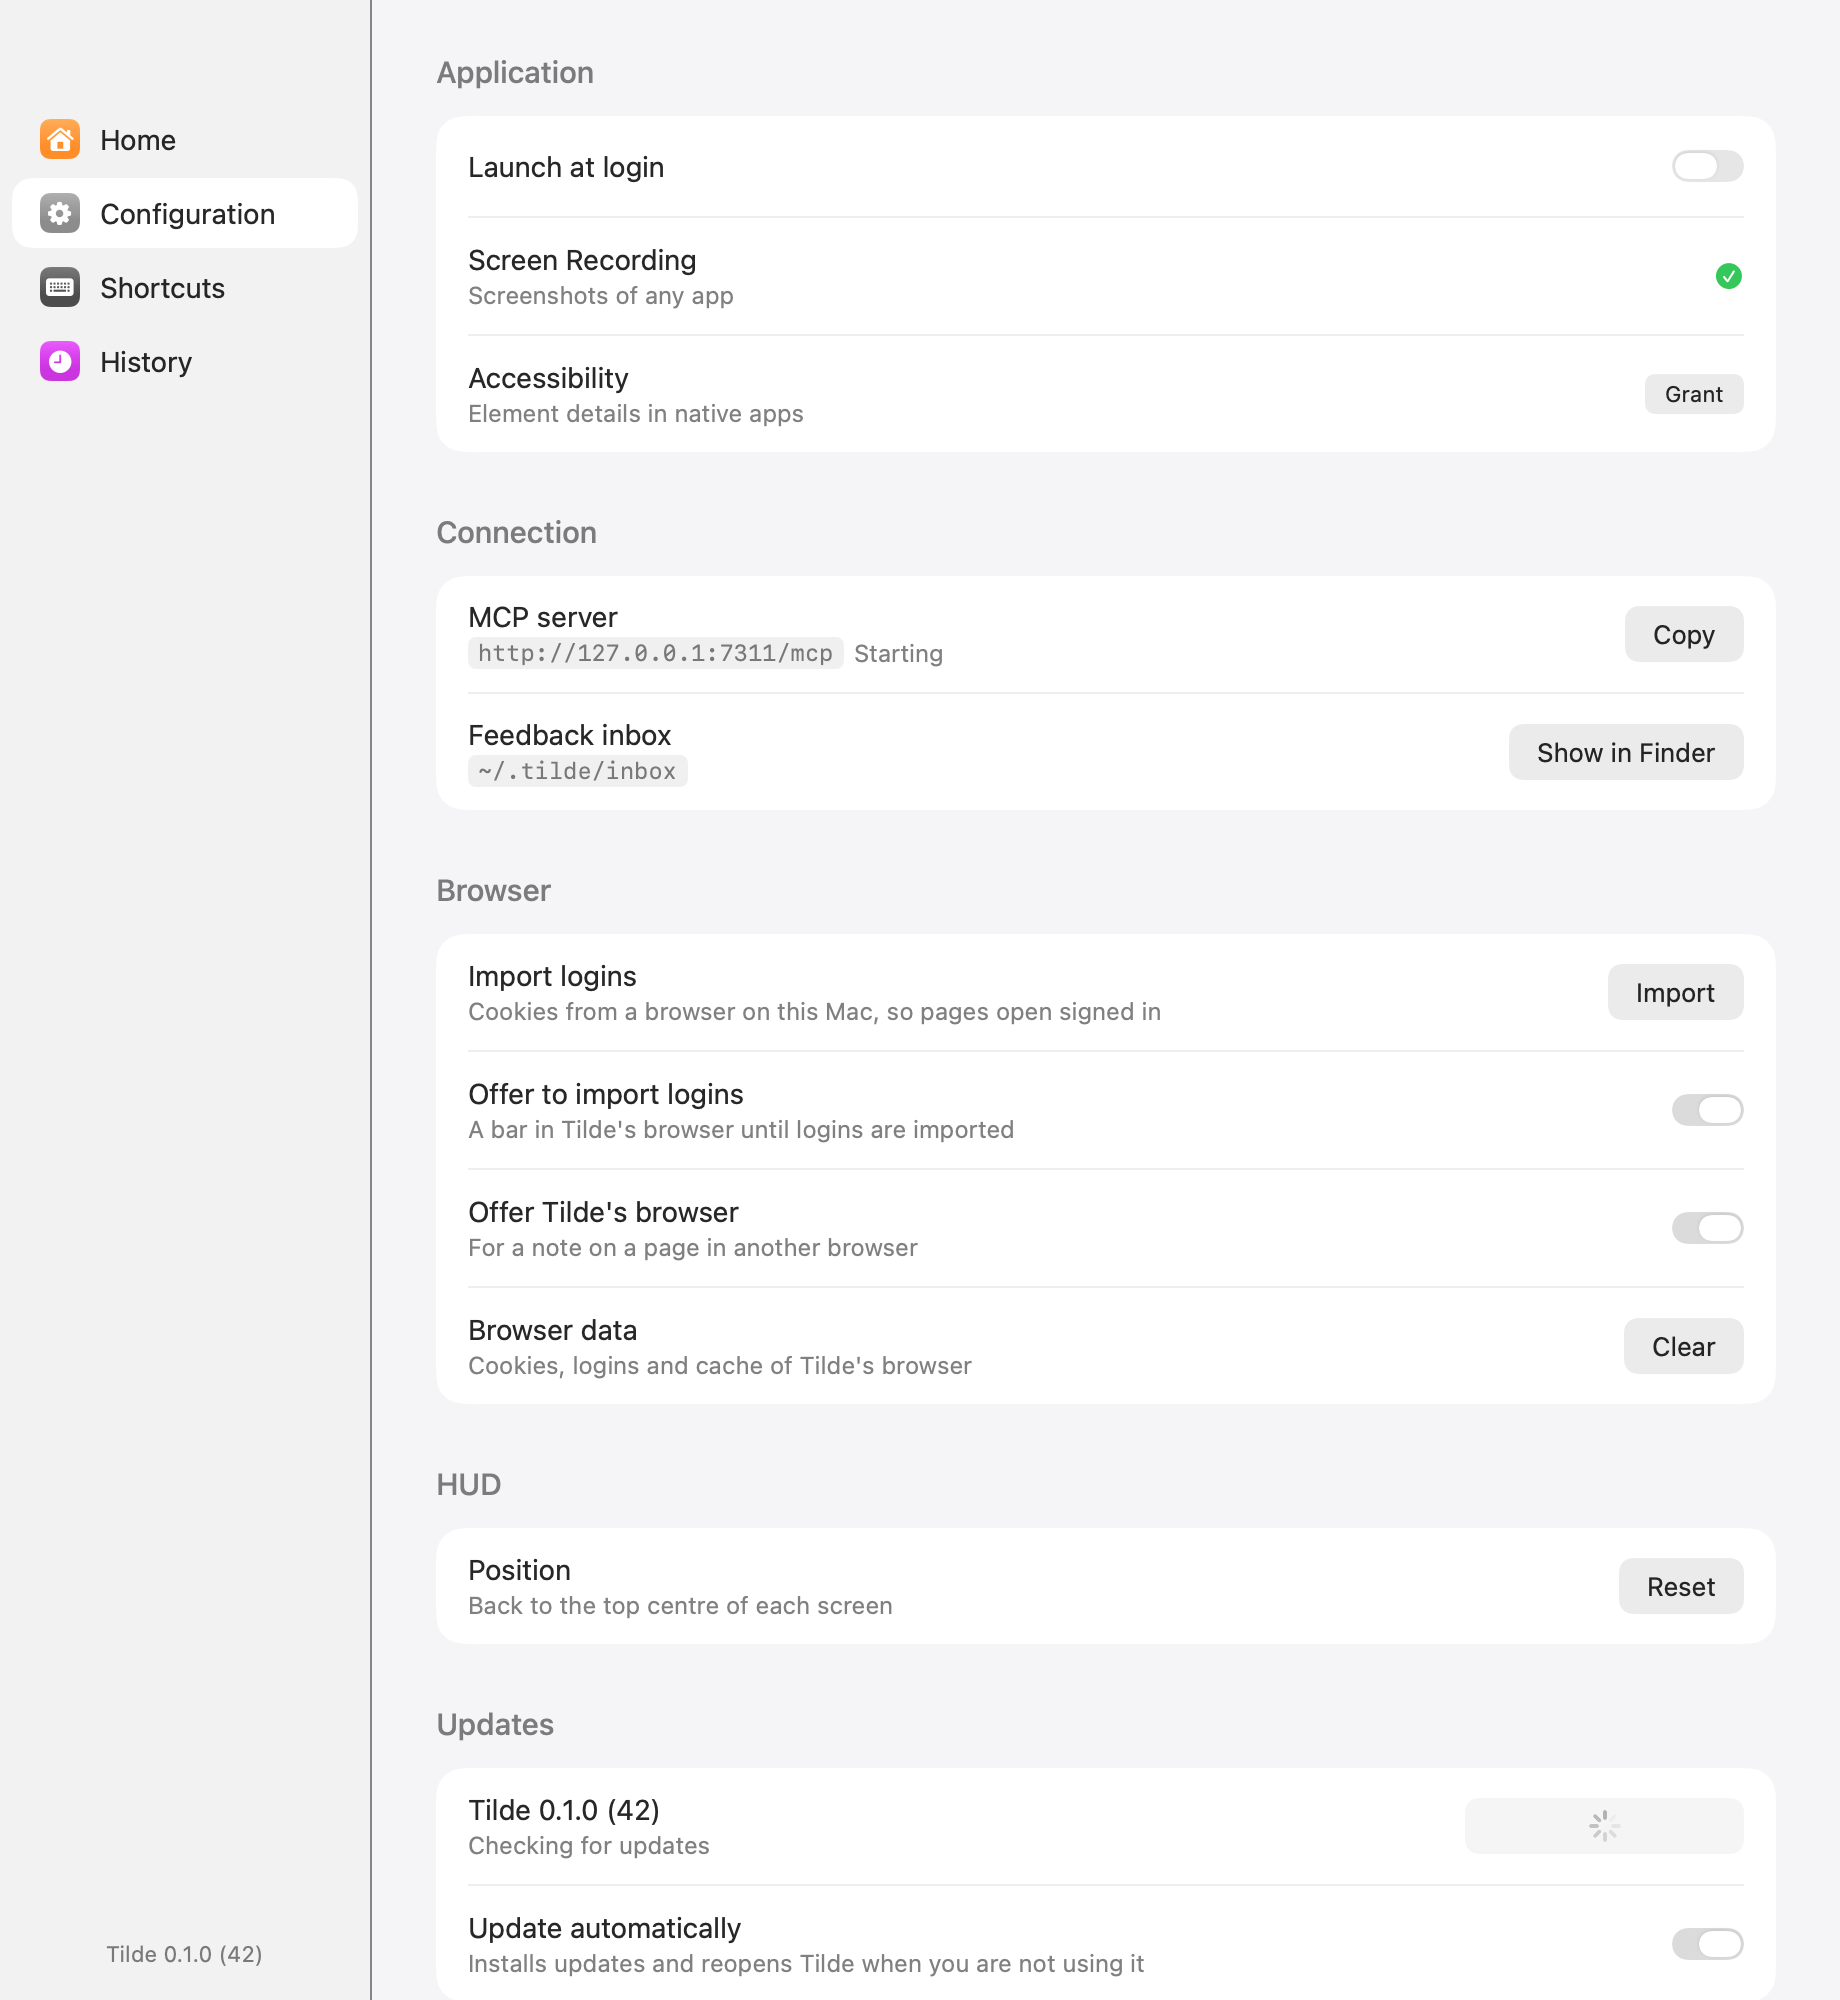 Home
Configuration
Shortcuts
History
Tilde 0.1.0 (42)
Application
Launch at login
Screen Recording
Screenshots of any app
Accessibility
Element details in native apps
Grant
Connection
MCP server
http://127.0.0.1:7311/mcp Starting
Copy
Feedback inbox
~/.tilde/inbox
Show in Finder
Browser
Import logins
Cookies from a browser on this Mac, so pages open signed in
Import
Offer to import logins
A bar in Tilde's browser until logins are imported
Offer Tilde's browser
For a note on a page in another browser
Browser data
Cookies, logins and cache of Tilde's browser
Clear
HUD
Position
Back to the top centre of each screen
Reset
Updates
Tilde 0.1.0 (42)
Checking for updates
Update automatically
Installs updates and reopens Tilde when you are not using it